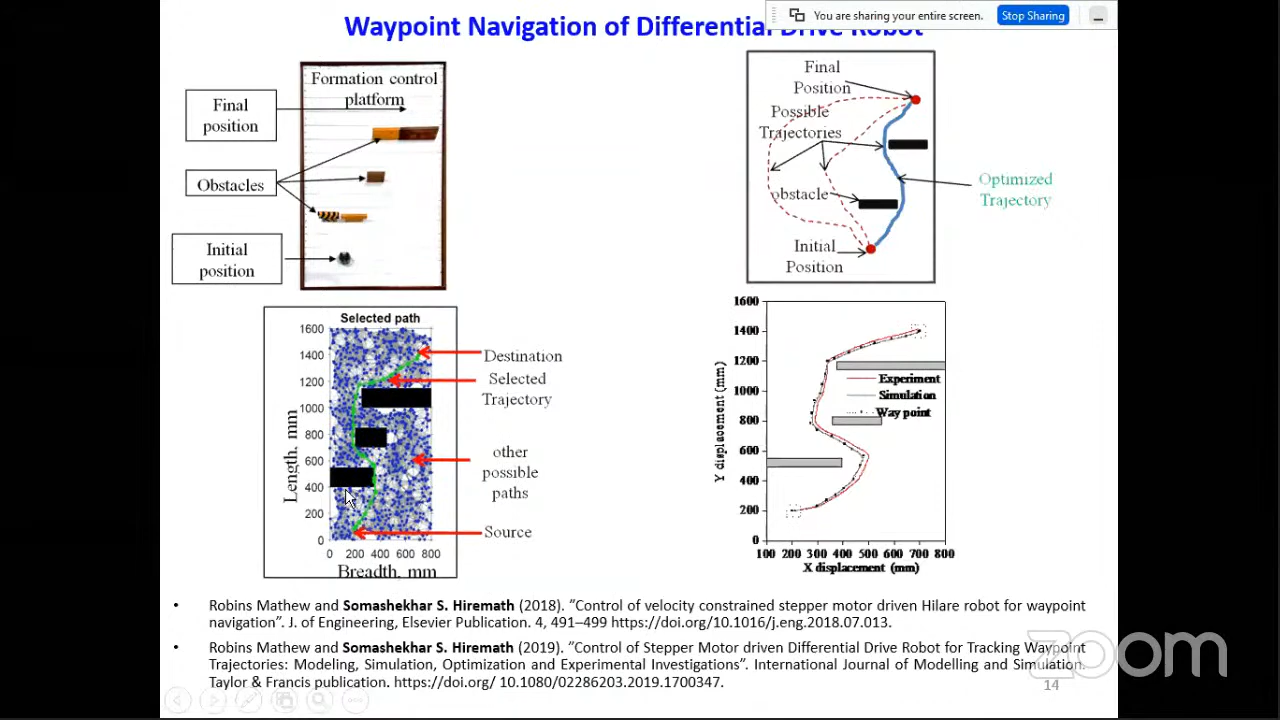 Waypoint Navigation of Differential Drive Robot
You are sharing your entire screen.
Stop Sharing
Formation control
platform
Final
position
Obstacles
Initial
position
Final
Position
Possible
Trajectories
obstacle
Initial
Position
Optimized
Trajectory
Selected path
1600
1400
1200
1000
800
600
400
200
0
0 200 400 600 800
Length, mm
Breadth, mm
Destination
Selected
Trajectory
other
possible
paths
Source
1600
1400
1200
1000
800
600
400
200
0
100 200 300 400 500 600 700 800
Y displacement (mm)
X displacement (mm)
Experiment
Simulation
Way point
• Robins Mathew and Somashekhar S. Hiremath (2018). "Control of velocity constrained stepper motor driven Hilare robot for waypoint
navigation". J. of Engineering, Elsevier Publication. 4, 491–499 https://doi.org/10.1016/j.eng.2018.07.013.
• Robins Mathew and Somashekhar S. Hiremath (2019). "Control of Stepper Motor driven Differential Drive Robot for Tracking Waypoint
Trajectories: Modeling, Simulation, Optimization and Experimental Investigations". International Journal of Modelling and Simulation.
Taylor & Francis publication. https://doi.org/ 10.1080/02286203.2019.1700347.
14
zoom